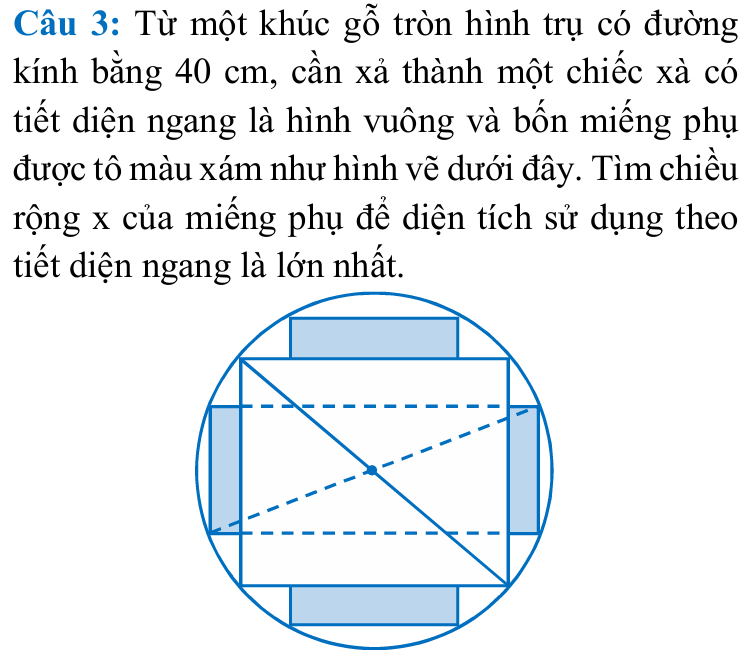 Câu 3: Từ một khúc gỗ tròn hình trụ có đường
kính bằng 40 cm, cần xả thành một chiếc xà có
tiết diện ngang là hình vuông và bốn miếng phụ
được tô màu xám như hình vẽ dưới đây. Tìm chiều
rộng x của miếng phụ để diện tích sử dụng theo
tiết diện ngang là lớn nhất.